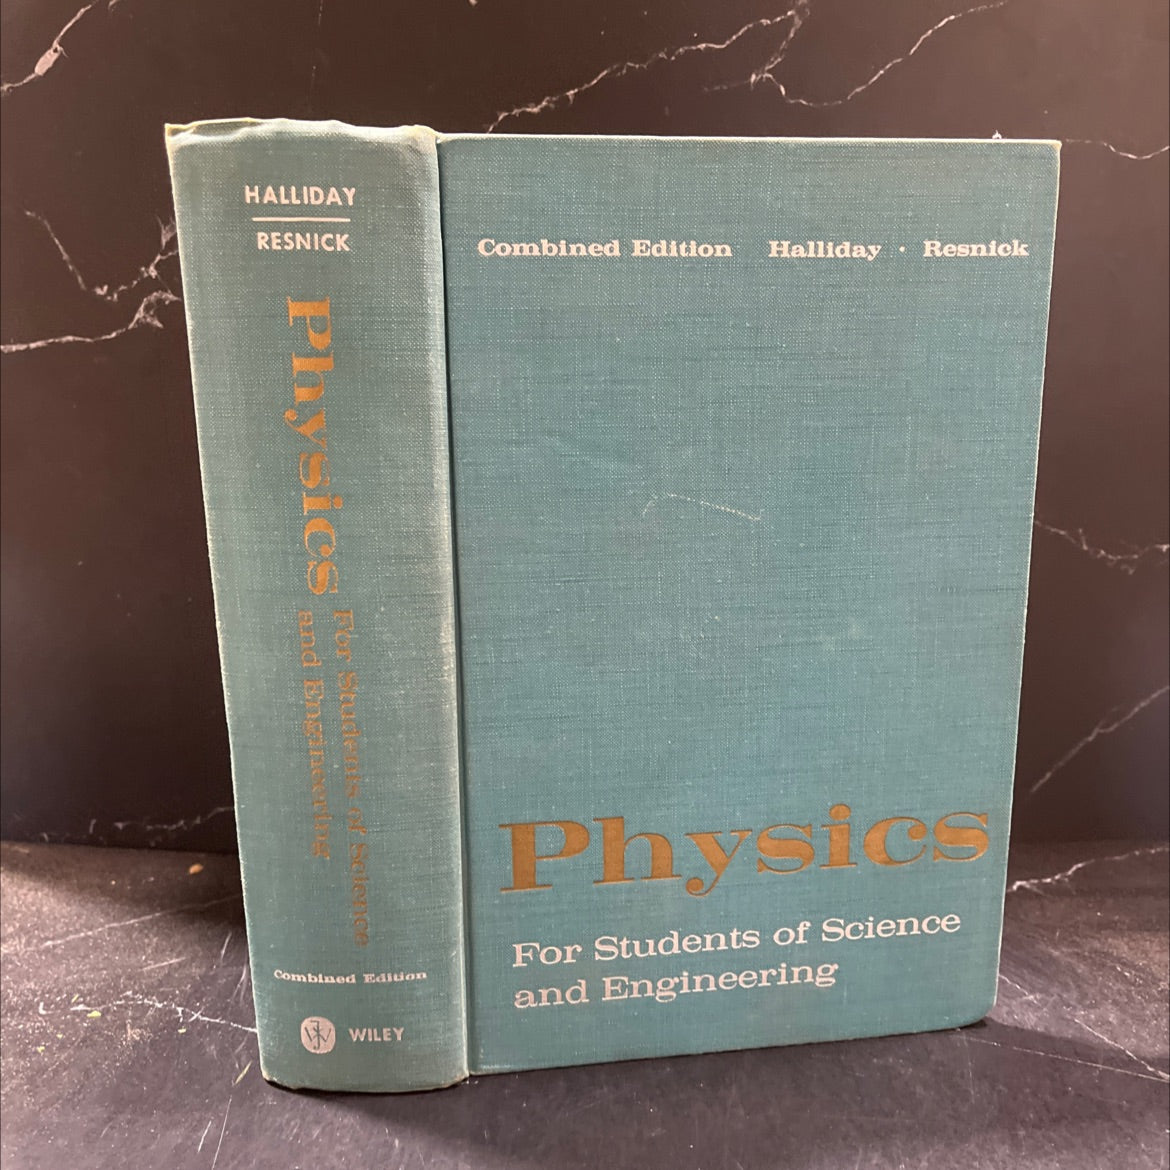 HALLIDAY
RESNICK
Physics
For Students of Science
and Engineering
Combined Edition
JW WILEY
Combined Edition Halliday · Resnick
Physics
For Students of Science
and Engineering